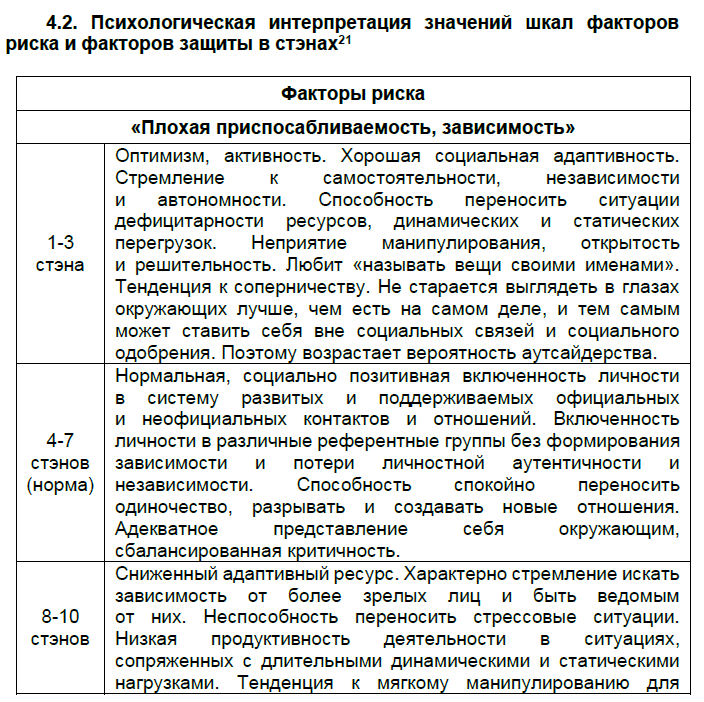 4.2. Психологическая интерпретация значений шкал факторов
риска и факторов защиты в стэнах21
Факторы риска
«Плохая приспосабливаемость, зависимость»
1-3
стэна
Оптимизм, активность. Хорошая социальная адаптивность.
Стремление к самостоятельности, независимости
и автономности. Способность переносить ситуации
дефицитарности ресурсов, динамических и статических
перегрузок. Неприятие манипулирования, открытость
и решительность. Любит «называть вещи своими именами».
Тенденция к соперничеству. Не старается выглядеть в глазах
окружающих лучше, чем есть на самом деле, и тем самым
может ставить себя вне социальных связей и социального
одобрения. Поэтому возрастает вероятность аутсайдерства.
4-7
стэнов
(норма)
Нормальная, социально позитивная включенность личности
в систему развитых и поддерживаемых официальных
и неофициальных контактов и отношений. Включенность
личности в различные референтные группы без формирования
зависимости и потери личностной аутентичности и
независимости. Способность спокойно переносить
одиночество, разрывать и создавать новые отношения.
Адекватное представление себя окружающим,
сбалансированная критичность.
8-10
стэнов
Сниженный адаптивный ресурс. Характерно стремление искать
зависимость от более зрелых лиц и быть ведомым
от них. Неспособность переносить стрессовые ситуации.
Низкая продуктивность деятельности в ситуациях,
сопряженных с длительными динамическими и статическими
нагрузками. Тенденция к мягкому манипулированию для